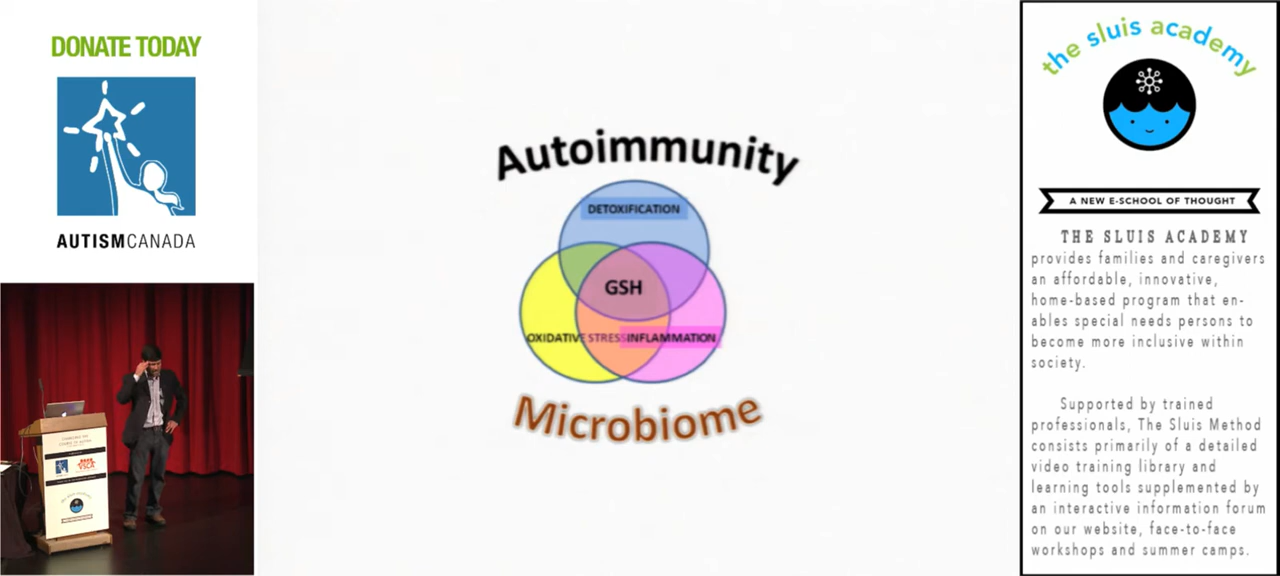 DONATE TODAY
AUTISMCANADA
Autoimmunity
DETOXIFICATION
GSH
OXIDATIVE STRESS
INFLAMMATION
Microbiome
the sluis academy
A NEW E-SCHOOL OF THOUGHT
THE SLUIS ACADEMY
provides families and caregivers
an affordable, innovative,
home-based program that en-
ables special needs persons to
become more inclusive within
society.
Supported by trained
professionals, The Sluis Method
consists primarily of a detailed
video training library and
learning tools supplemented by
an interactive information forum
on our website, face-to-face
workshops and summer camps.